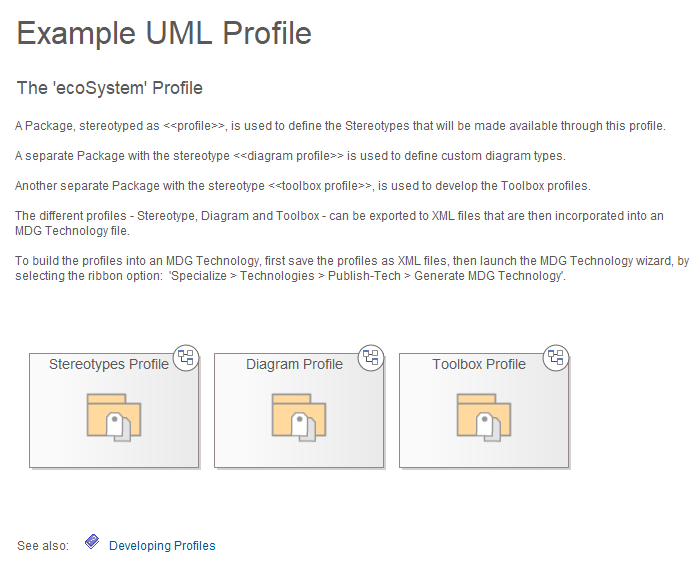 Example UML Profile
The 'ecoSystem' Profile
A Package, stereotyped as <<profile>>, is used to define the Stereotypes that will be made available through this profile.
A separate Package with the stereotype <<diagram profile>> is used to define custom diagram types.
Another separate Package with the stereotype <<toolbox profile>>, is used to develop the Toolbox profiles.
The different profiles - Stereotype, Diagram and Toolbox - can be exported to XML files that are then incorporated into an
MDG Technology file.
To build the profiles into an MDG Technology, first save the profiles as XML files, then launch the MDG Technology wizard, by
selecting the ribbon option:  'Specialize > Technologies > Publish-Tech > Generate MDG Technology'.
Stereotypes Profile
Diagram Profile
Toolbox Profile
See also:
Developing Profiles